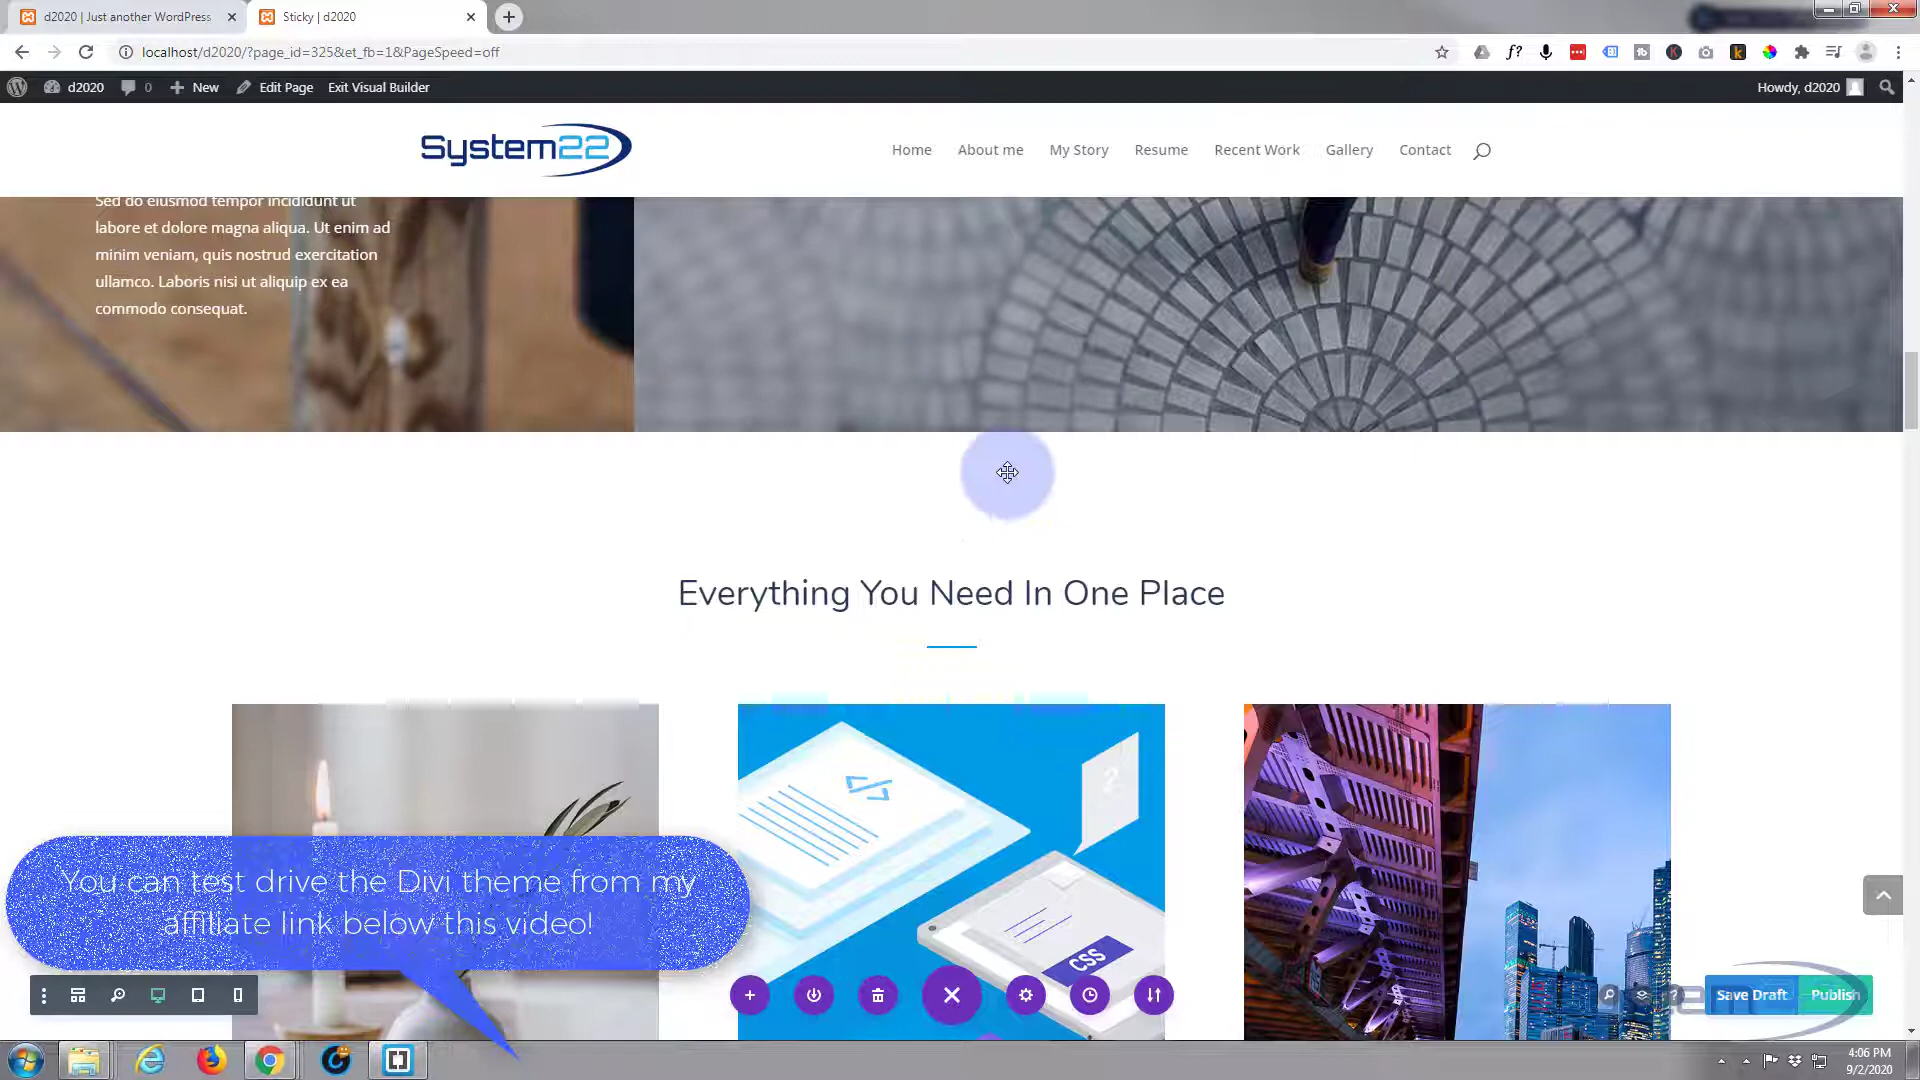 d2020 | Just another WordPress
Sticky | d2020
localhost/d2020/?page_id=325&et_fb=1&PageSpeed=off
d2020
0
New
Edit Page
Exit Visual Builder
Howdy, d2020
System22
Home
About me
My Story
Resume
Recent Work
Gallery
Contact
Sed do eiusmod tempor incididunt ut
labore et dolore magna aliqua. Ut enim ad
minim veniam, quis nostrud exercitation
ullamco. Laboris nisi ut aliquip ex ea
commodo consequat.
Everything You Need In One Place
</>
?
CSS
You can test drive the Divi theme from my
affiliate link below this video!
Save Draft
Publish
4:06 PM
9/2/2020